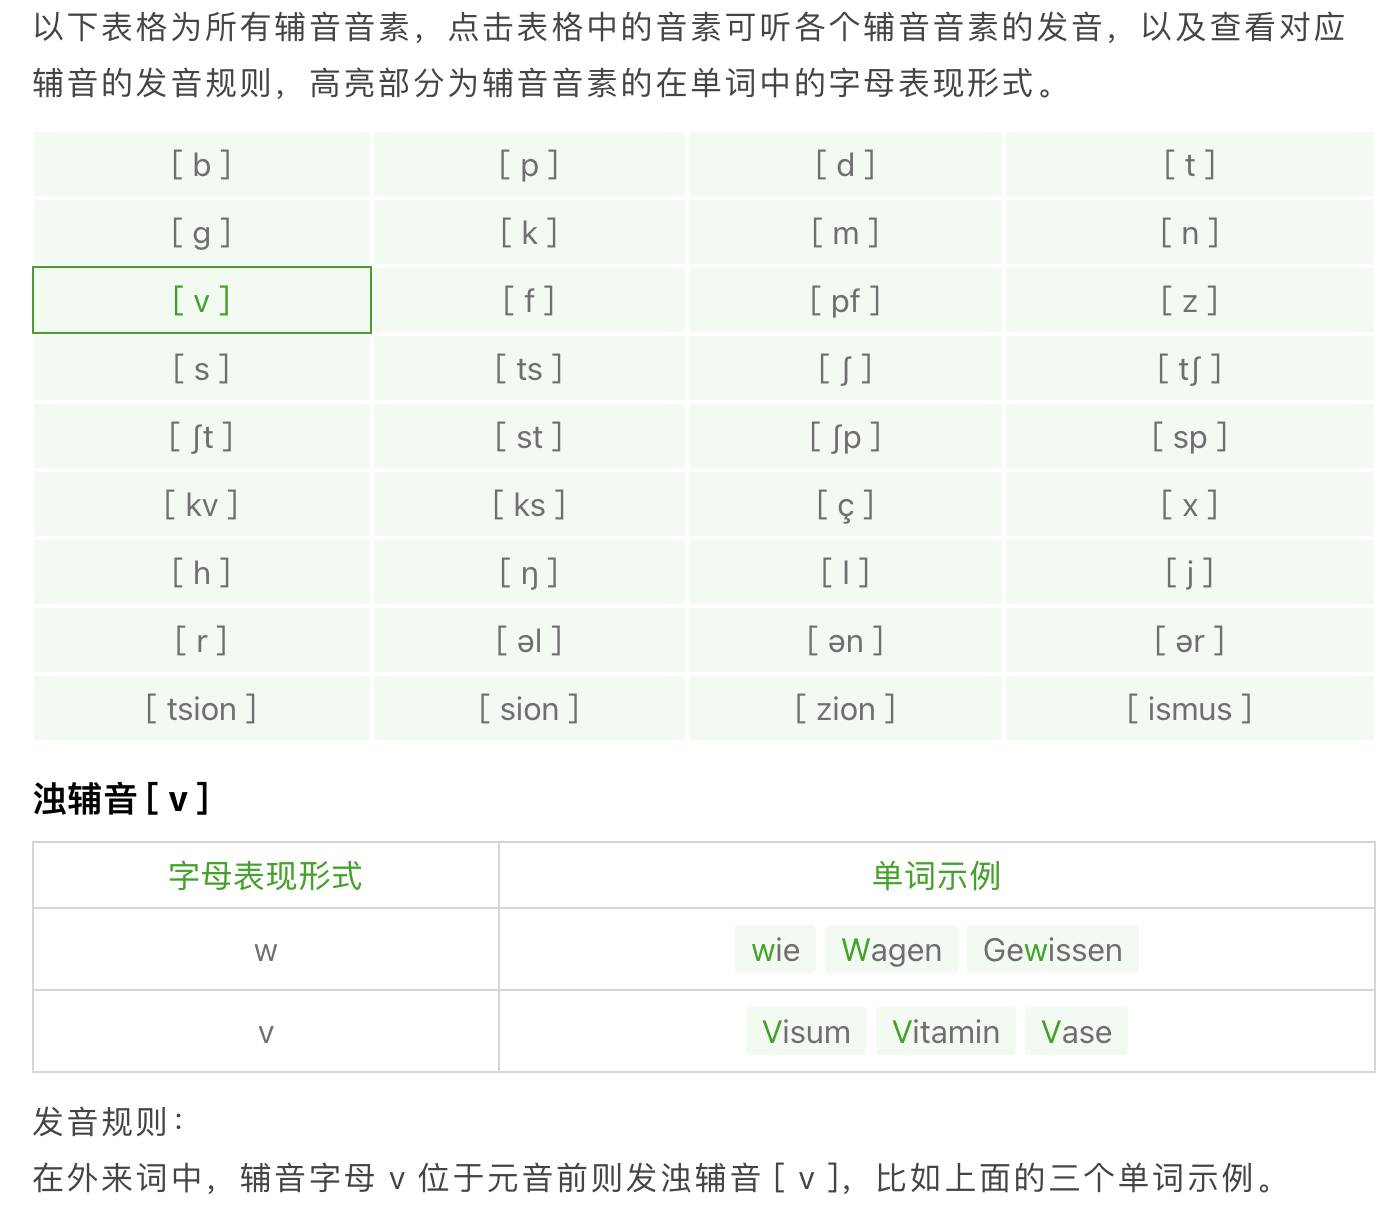 以下表格为所有辅音音素，点击表格中的音素可听各个辅音音素的发音，以及查看对应
辅音的发音规则，高亮部分为辅音音素的在单词中的字母表现形式。
[ b ] [ p ] [ d ] [ t ]
[ g ] [ k ] [ m ] [ n ]
[ v ] [ f ] [ pf ] [ z ]
[ s ] [ ts ] [ ʃ ] [ tʃ ]
[ ʃt ] [ st ] [ ʃp ] [ sp ]
[ kv ] [ ks ] [ ç ] [ x ]
[ h ] [ ŋ ] [ l ] [ j ]
[ r ] [ əl ] [ ən ] [ ər ]
[ tsion ] [ sion ] [ zion ] [ ismus ]
浊辅音 [ v ]
字母表现形式 单词示例
w wie Wagen Gewissen
v Visum Vitamin Vase
发音规则：
在外来词中，辅音字母 v 位于元音前则发浊辅音 [ v ]，比如上面的三个单词示例。